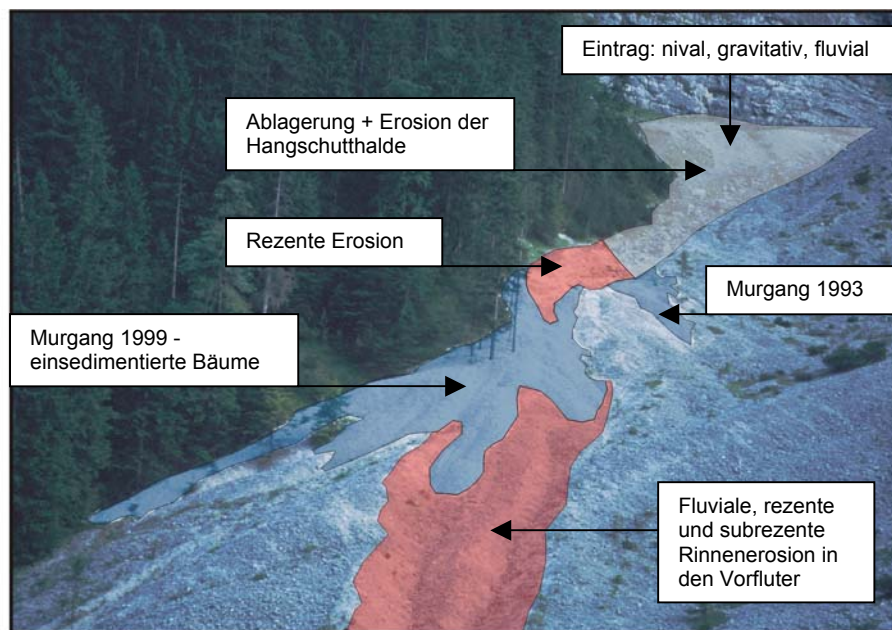 Eintrag: nival, gravitativ, fluvial
Ablagerung + Erosion der
Hangschutthalde
Rezente Erosion
Murgang 1993
Murgang 1999 -
einsedimentierte Bäume
Fluviale, rezente
und subrezente
Rinnenerosion in
den Vorfluter